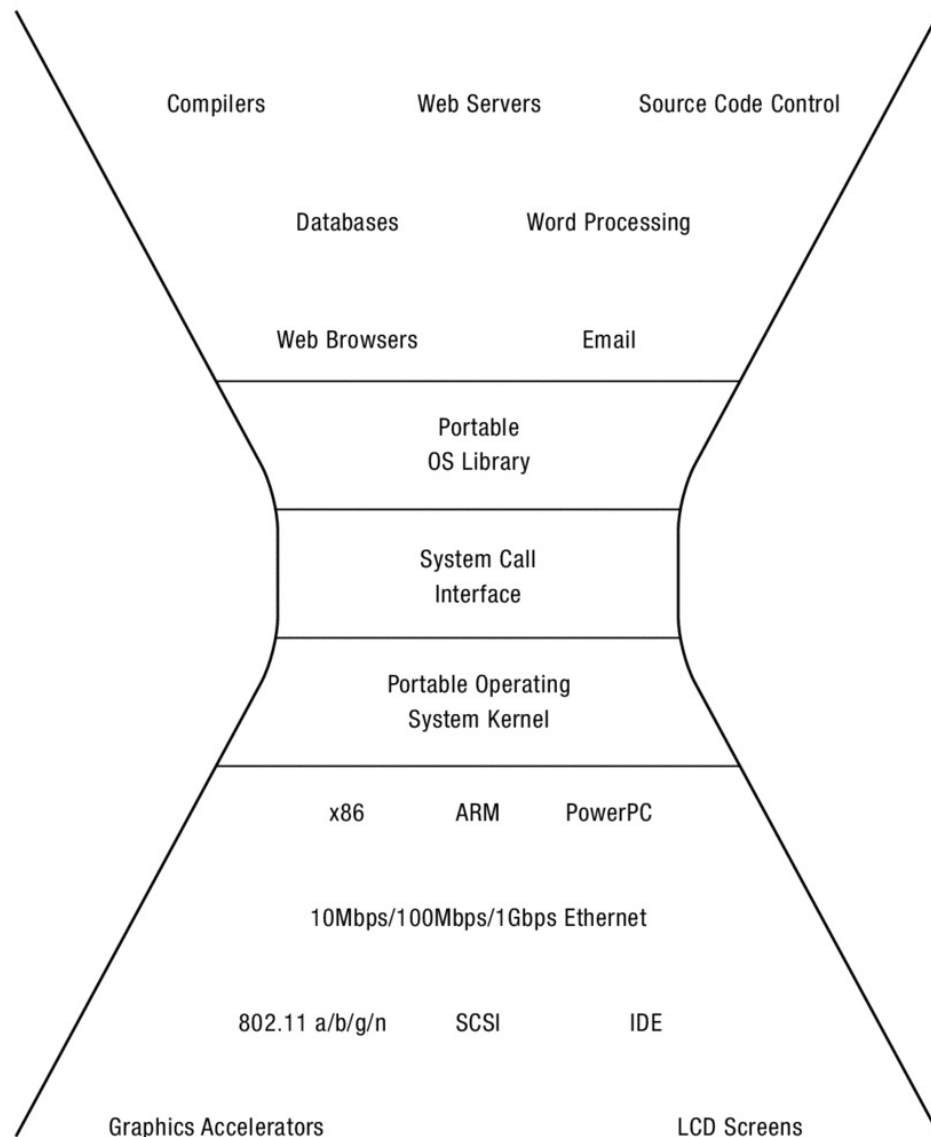 Compilers Web Servers Source Code Control
Databases Word Processing
Web Browsers Email
Portable
OS Library
System Call
Interface
Portable Operating
System Kernel
x86 ARM PowerPC
10Mbps/100Mbps/1Gbps Ethernet
802.11 a/b/g/n SCSI IDE
Graphics Accelerators LCD Screens